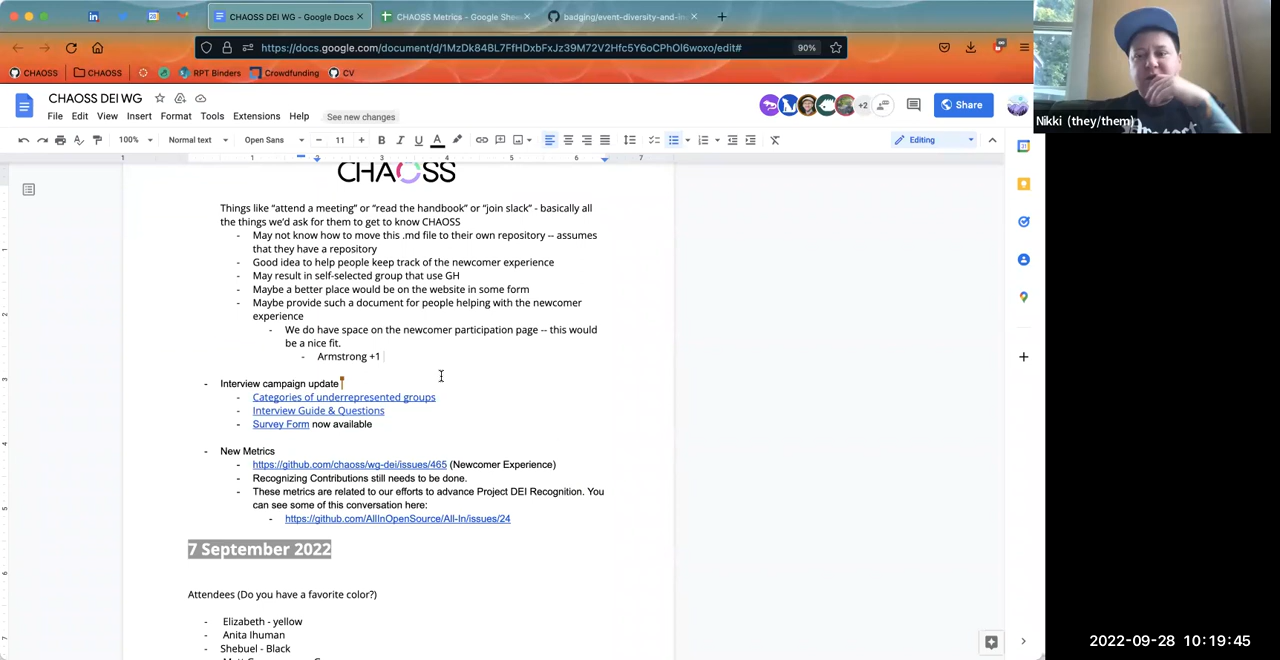 CHAOSS DEI WG - Google Docs
CHAOSS Metrics - Google She
badging/event-diversity-and-in
https://docs.google.com/document/d/1MzDk84BL7FfHDxbFxJz39M72V2Hfc5Y6oCPhOl6woxo/edit#
90%
CHAOSS
CHAOSS
RPT Binders
Crowdfunding
CV
CHAOSS DEI WG
File Edit View Insert Format Tools Extensions Help See new changes
+2
Share
Nikki (they/them)
100% Normal text Open Sans 11 B I U A Editing
1 1 2 3 4 5 6 7
CHAOSS
Things like “attend a meeting” or “read the handbook” or “join slack” - basically all
the things we’d ask for them to get to know CHAOSS
- May not know how to move this .md file to their own repository -- assumes
that they have a repository
- Good idea to help people keep track of the newcomer experience
- May result in self-selected group that use GH
- Maybe a better place would be on the website in some form
- Maybe provide such a document for people helping with the newcomer
experience
- We do have space on the newcomer participation page -- this would
be a nice fit.
- Armstrong +1
- Interview campaign update
- Categories of underrepresented groups
- Interview Guide & Questions
- Survey Form now available
- New Metrics
- https://github.com/chaoss/wg-dei/issues/465 (Newcomer Experience)
- Recognizing Contributions still needs to be done.
- These metrics are related to our efforts to advance Project DEI Recognition. You
can see some of this conversation here:
- https://github.com/AllInOpenSource/All-In/issues/24
7 September 2022
Attendees (Do you have a favorite color?)
- Elizabeth - yellow
- Anita Ihuman
- Shebuel - Black
2022-09-28 10:19:45